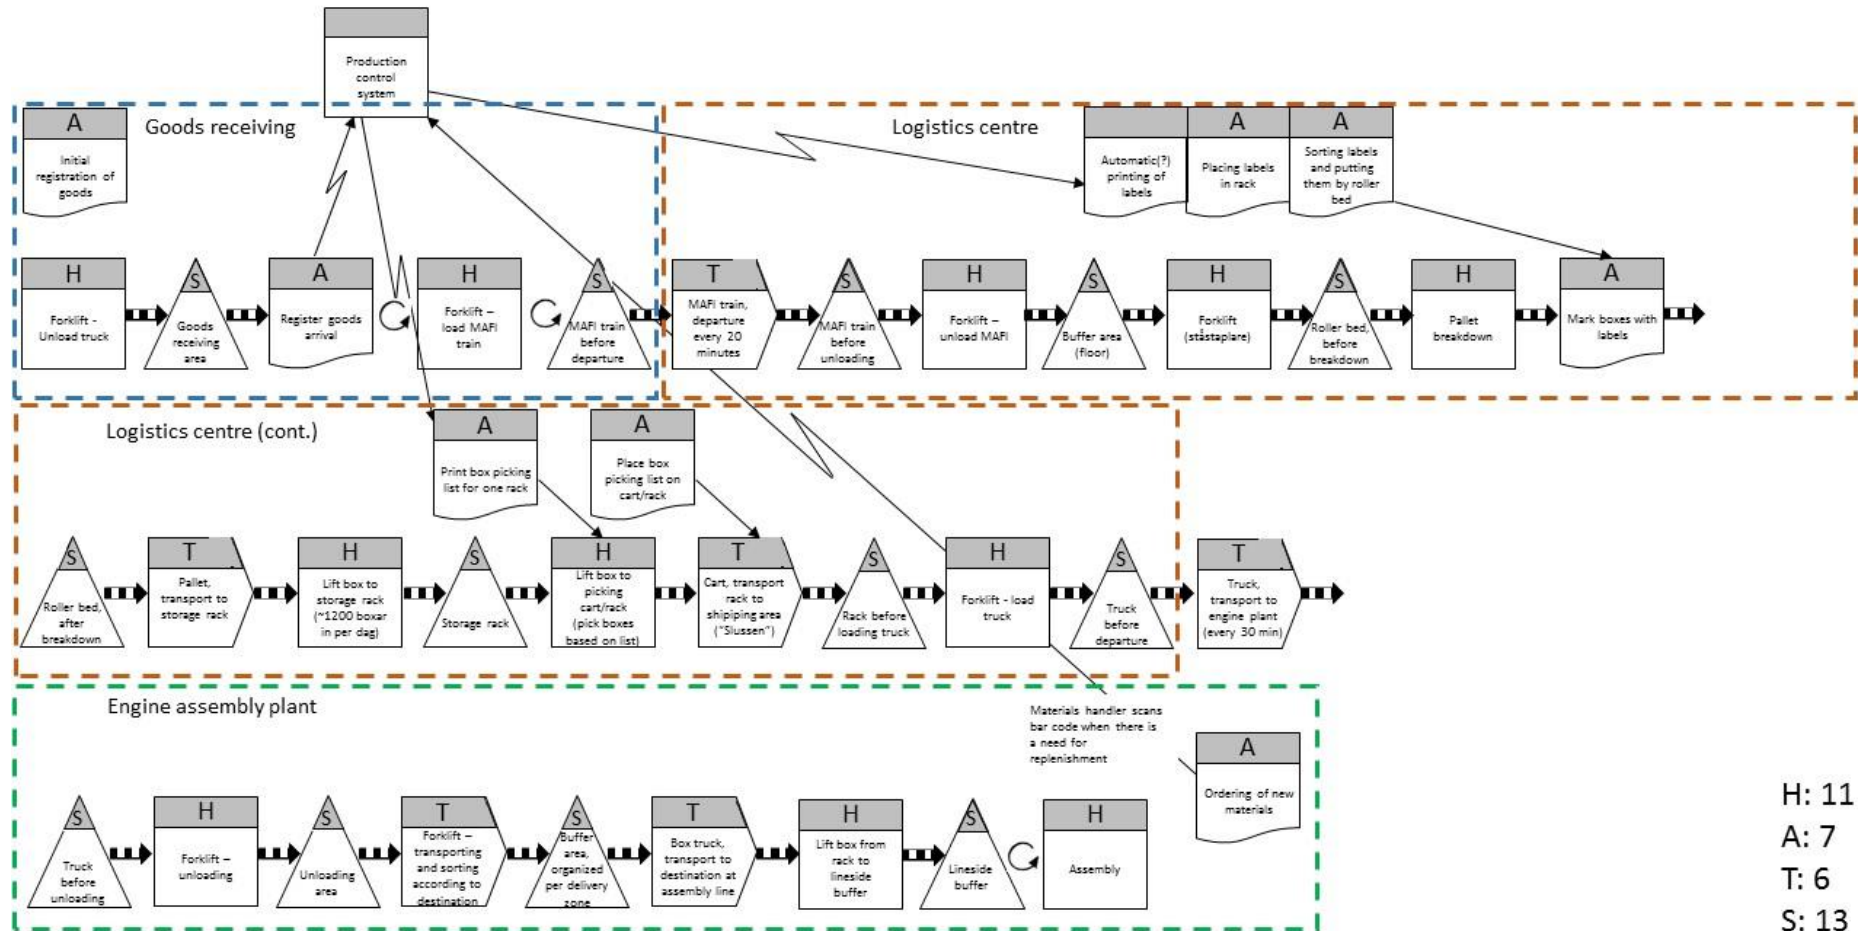 Production
control
system
A
Initial
registration of
goods
Goods receiving
Logistics centre
Automatic(?)
printing of
labels
A
Placing labels
in rack
A
Sorting labels
and putting
them by roller
bed
H
Forklift -
Unload truck
S
Goods
receiving
area
A
Register goods
arrival
H
Forklift –
load MAFI
train
S
MAFI train
before
departure
T
MAFI train,
departure
every 20
minutes
S
MAFI train
before
unloading
H
Forklift –
unload MAFI
S
Buffer area
(floor)
H
Forklift
(ståstaplare)
S
Roller bed,
before
breakdown
H
Pallet
breakdown
A
Mark boxes with
labels
Logistics centre (cont.)
A
Print box picking
list for one rack
A
Place box
picking list on
cart/rack
S
Roller bed,
after
breakdown
T
Pallet,
transport to
storage rack
H
Lift box to
storage rack
(~1200 boxar
in per dag)
S
Storage rack
H
Lift box to
picking
cart/rack
(pick boxes
based on list)
T
Cart, transport
rack to
shipiping area
("Slussen")
S
Rack before
loading truck
H
Forklift - load
truck
S
Truck
before
departure
T
Truck,
transport to
engine plant
(every 30 min)
Engine assembly plant
Materials handler scans
bar code when there is
a need for
replenishment
A
Ordering of new
materials
S
Truck
before
unloading
H
Forklift –
unloading
S
Unloading
area
T
Forklift –
transporting
and sorting
according to
destination
S
Buffer
area,
organized
per delivery
zone
T
Box truck,
transport to
destination at
assembly line
H
Lift box from
rack to
lineside
buffer
S
Lineside
buffer
H
Assembly
H: 11
A: 7
T: 6
S: 13